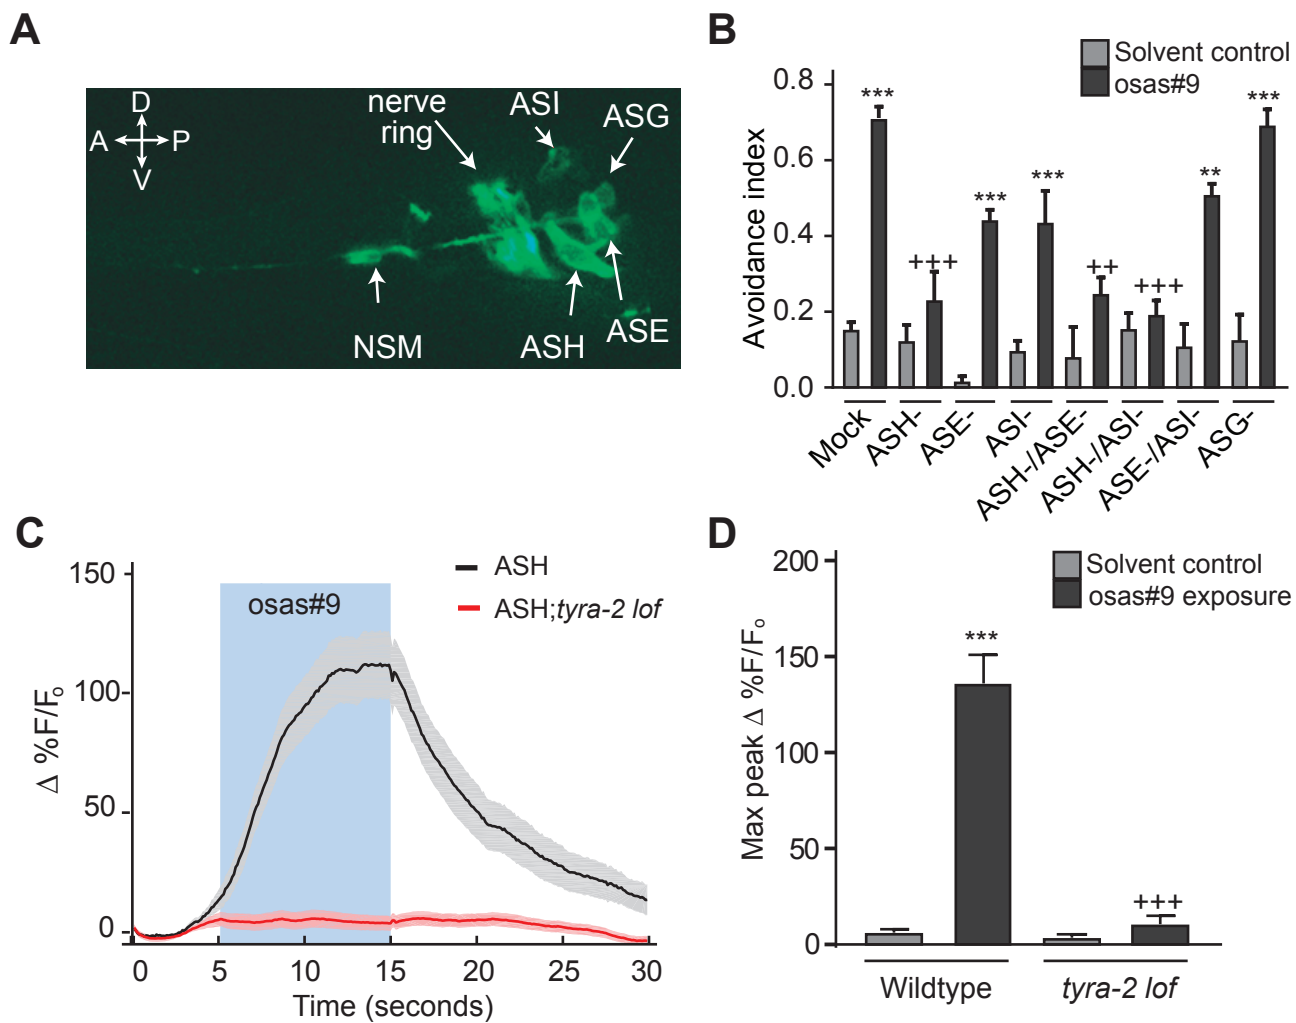 A
D
A P
V
nerve
ring
ASI
ASG
NSM
ASH
ASE
B
Solvent control
osas#9
Avoidance index
0.8
0.6
0.4
0.2
0.0
***
+++
***
***
++
+++
**
***
Mock
ASH-
ASE-
ASI-
ASH-/ASE-
ASH-/ASI-
ASE-/ASI-
ASG-
C
ASH
ASH;tyra-2 lof
osas#9
Δ %F/Fo
150
100
50
0
0 5 10 15 20 25 30
Time (seconds)
D
Solvent control
osas#9 exposure
Max peak Δ %F/Fo
200
150
100
50
0
***
+++
Wildtype
tyra-2 lof